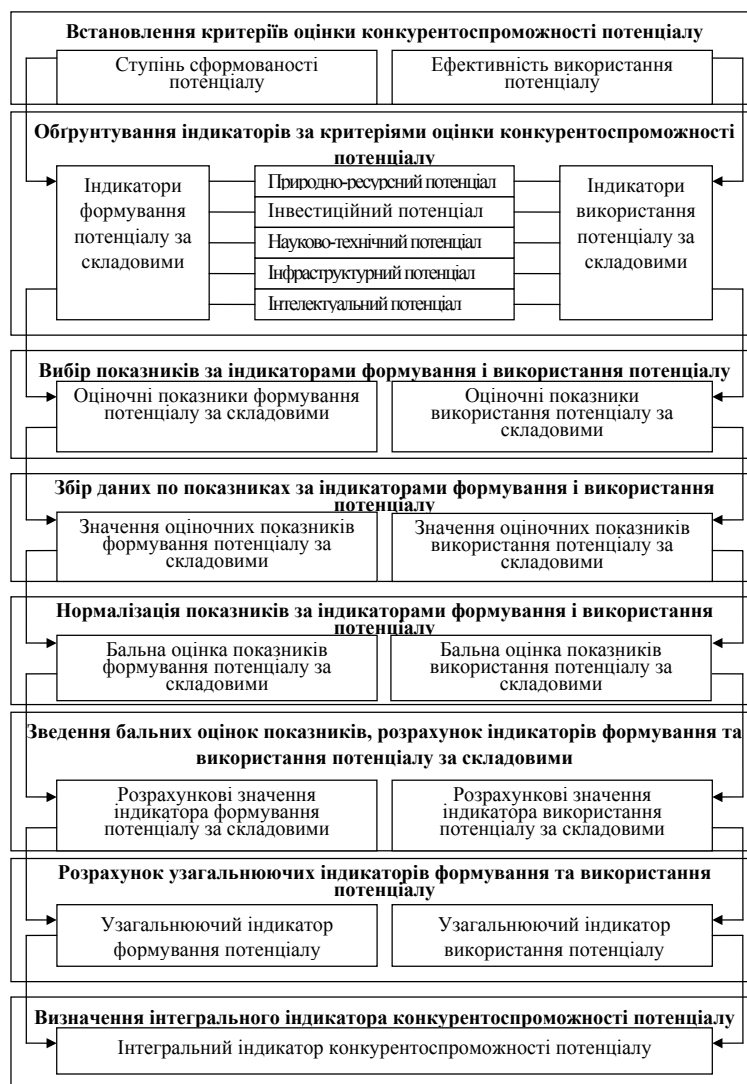 Встановлення критеріїв оцінки конкурентоспроможності потенціалу
Ступінь сформованості
потенціалу
Ефективність використання
потенціалу
Обґрунтування індикаторів за критеріями оцінки конкурентоспроможності
потенціалу
Індикатори
формування
потенціалу за
складовими
Природно-ресурсний потенціал
Інвестиційний потенціал
Науково-технічний потенціал
Інфраструктурний потенціал
Інтелектуальний потенціал
Індикатори
використання
потенціалу за
складовими
Вибір показників за індикаторами формування і використання потенціалу
Оціночні показники формування
потенціалу за складовими
Оціночні показники
використання потенціалу за
складовими
Збір даних по показниках за індикаторами формування і використання
потенціалу
Значення оціночних показників
формування потенціалу за
складовими
Значення оціночних показників
використання потенціалу за
складовими
Нормалізація показників за індикаторами формування і використання
потенціалу
Бальна оцінка показників
формування потенціалу за
складовими
Бальна оцінка показників
використання потенціалу за
складовими
Зведення бальних оцінок показників, розрахунок індикаторів формування та
використання потенціалу за складовими
Розрахункові значення
індикатора формування
потенціалу за складовими
Розрахункові значення
індикатора використання
потенціалу за складовими
Розрахунок узагальнюючих індикаторів формування та використання
потенціалу
Узагальнюючий індикатор
формування потенціалу
Узагальнюючий індикатор
використання потенціалу
Визначення інтегрального індикатора конкурентоспроможності потенціалу
Інтегральний індикатор конкурентоспроможності потенціалу